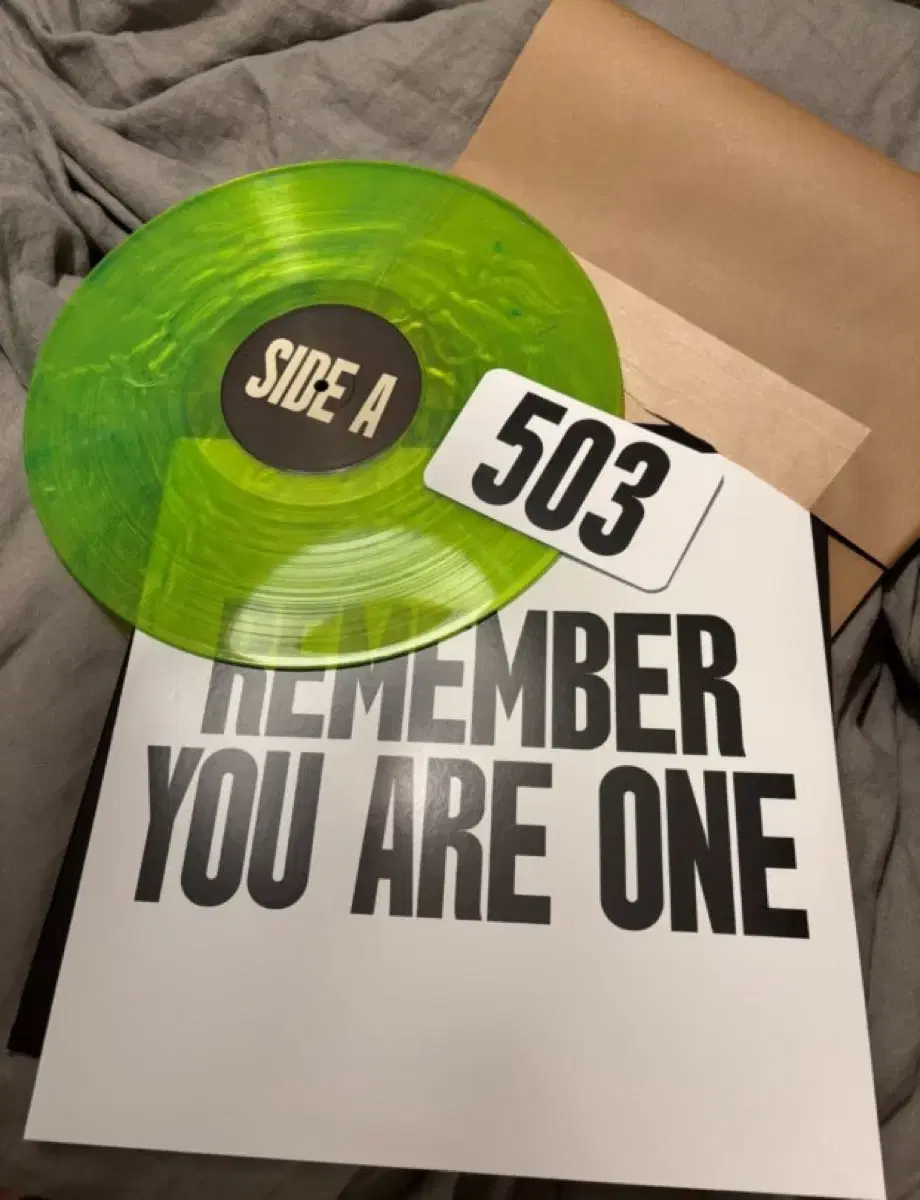 SIDE A
503
REMEMBER
YOU ARE ONE